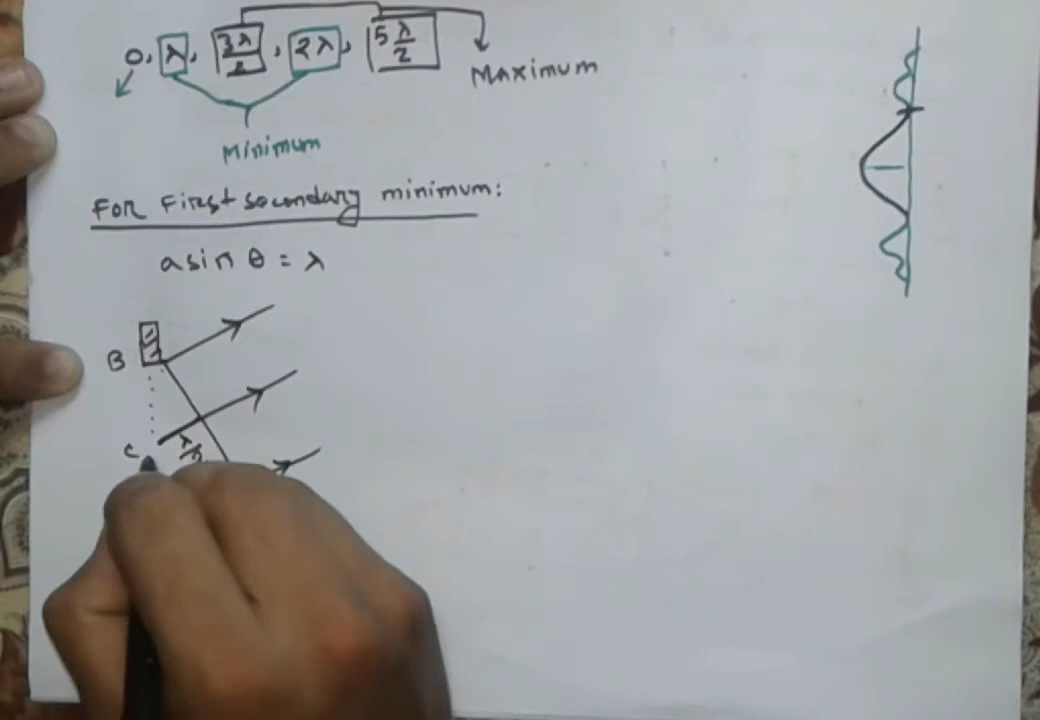 0, λ, 3λ/2, 2λ, 5λ/2
Maximum
Minimum
For First secondary minimum:
a sin θ = λ
B
C
λ/2